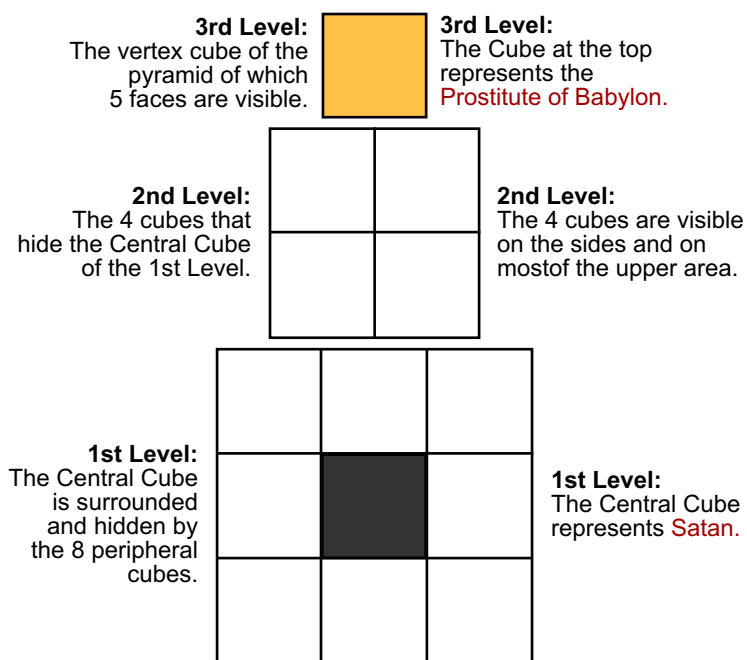 3rd Level:
The vertex cube of the
pyramid of which
5 faces are visible.
3rd Level:
The Cube at the top
represents the
Prostitute of Babylon.
2nd Level:
The 4 cubes that
hide the Central Cube
of the 1st Level.
2nd Level:
The 4 cubes are visible
on the sides and on
mostof the upper area.
1st Level:
The Central Cube
is surrounded
and hidden by
the 8 peripheral
cubes.
1st Level:
The Central Cube
represents Satan.